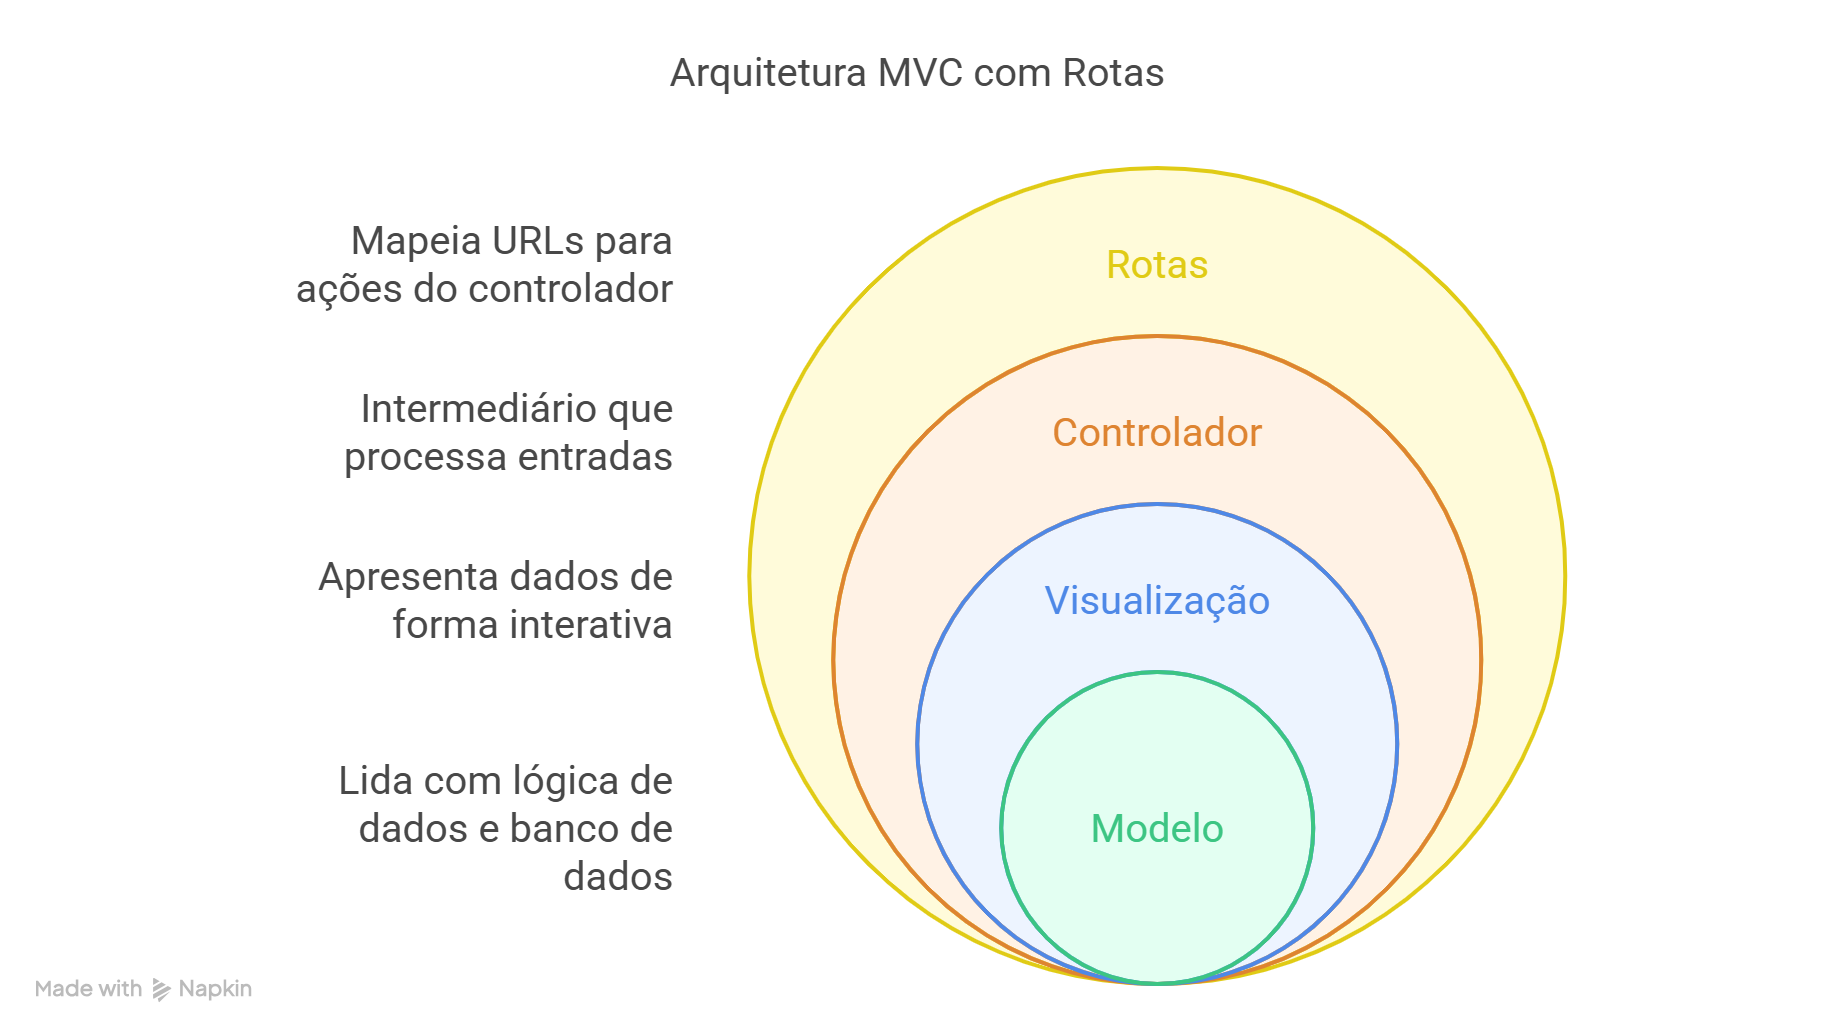 Arquitetura MVC com Rotas
Mapeia URLs para
ações do controlador
Rotas
Intermediário que
processa entradas
Controlador
Apresenta dados de
forma interativa
Visualização
Lida com lógica de
dados e banco de
dados
Modelo
Made with Napkin